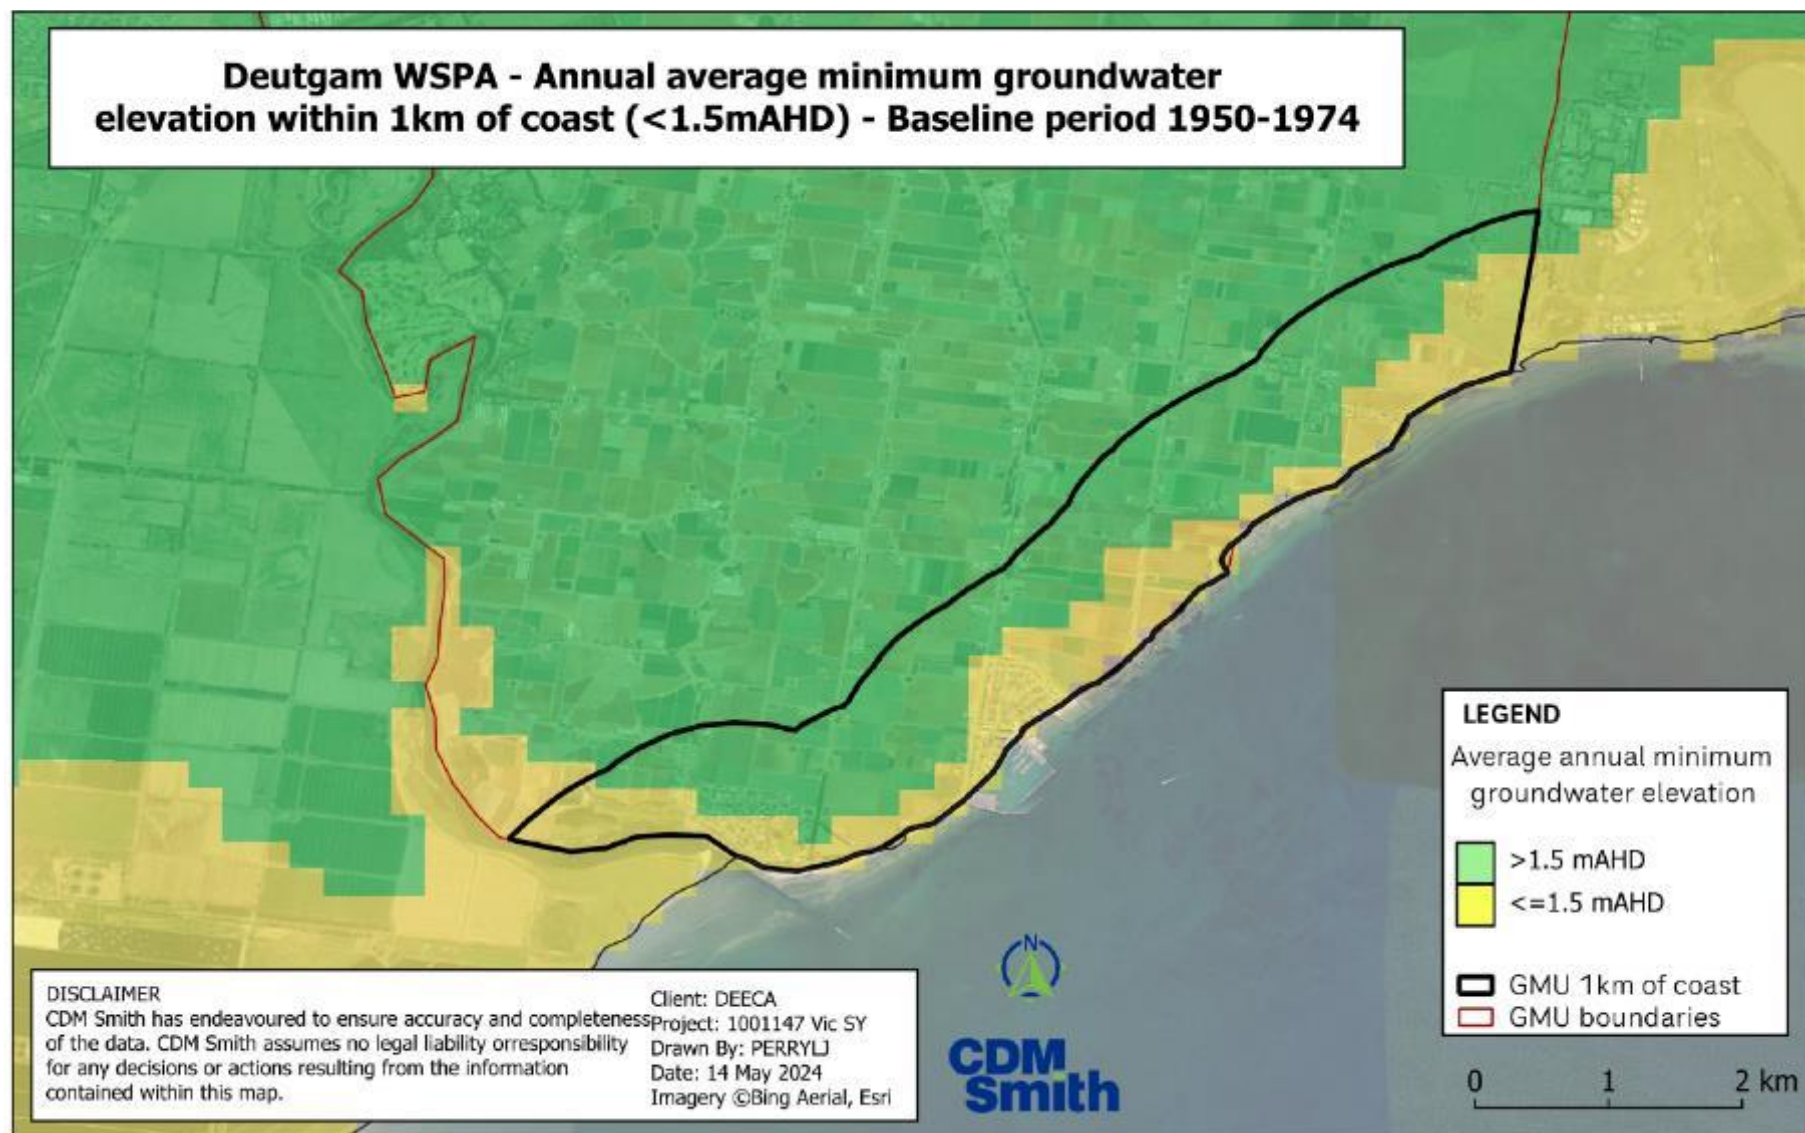 Deutgam WSPA - Annual average minimum groundwater
elevation within 1km of coast (<1.5mAHD) - Baseline period 1950-1974
LEGEND
Average annual minimum
groundwater elevation
>1.5 mAHD
<=1.5 mAHD
GMU 1km of coast
GMU boundaries
0 1 2 km
DISCLAIMER
CDM Smith has endeavoured to ensure accuracy and completeness
of the data. CDM Smith assumes no legal liability orresponsibility
for any decisions or actions resulting from the information
contained within this map.
Client: DEECA
Project: 1001147 Vic SY
Drawn By: PERRYLJ
Date: 14 May 2024
Imagery ©Bing Aerial, Esri
N
CDM
Smith